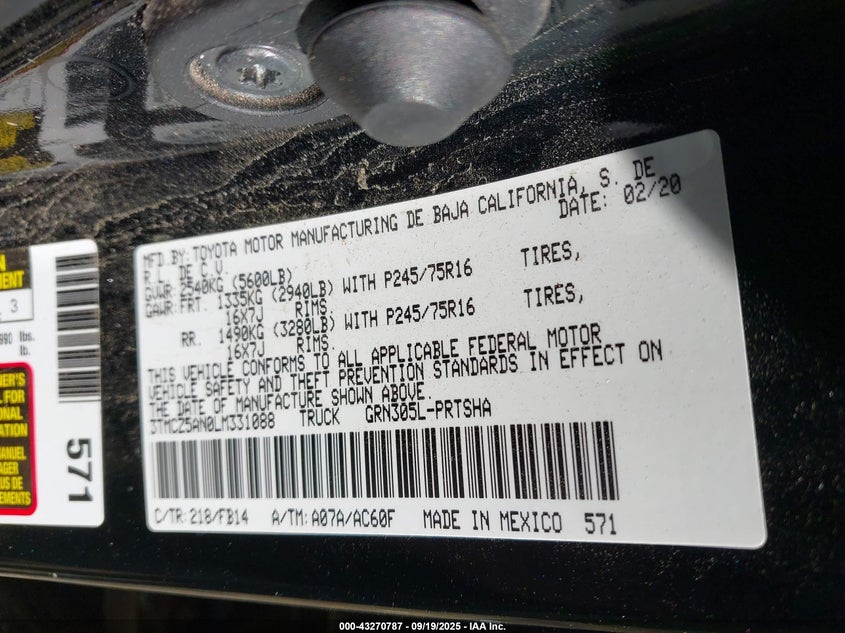 MFD.BY: TOYOTA MOTOR MANUFACTURING DE BAJA CALIFORNIA, S. DE
R.L. DE C.V. DATE: 02/20
GVWR: 2540KG (5600LB)
GAWR:FRT. 1335KG (2940LB) WITH P245/75R16 TIRES,
16X7J RIMS.
RR. 1490KG (3280LB) WITH P245/75R16 TIRES,
16X7J RIMS.
THIS VEHICLE CONFORMS TO ALL APPLICABLE FEDERAL MOTOR
VEHICLE SAFETY AND THEFT PREVENTION STANDARDS IN EFFECT ON
THE DATE OF MANUFACTURE SHOWN ABOVE.
3TMCZ5AN0LM331088 TRUCK GRN305L-PRTSHA
C/TR: 218/FB14 A/TM: A07A/AC60F MADE IN MEXICO 571
3
lbs.
lb.
FOR
571
000-43270787 - 09/19/2025 - IAA Inc.